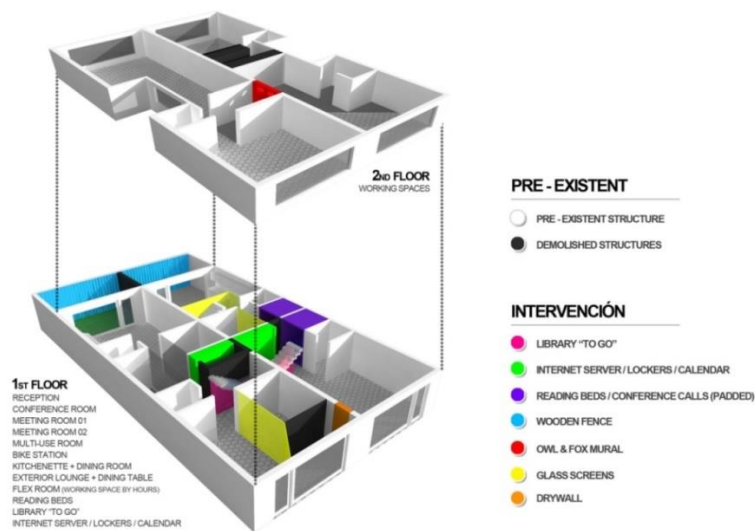 2ND FLOOR
WORKING SPACES
1ST FLOOR
RECEPTION
CONFERENCE ROOM
MEETING ROOM 01
MEETING ROOM 02
MULTI-USE ROOM
BIKE STATION
KITCHENETTE + DINING ROOM
EXTERIOR LOUNGE + DINING TABLE
FLEX ROOM (WORKING SPACE BY HOURS)
READING BEDS
LIBRARY "TO GO"
INTERNET SERVER / LOCKERS / CALENDAR
PRE - EXISTENT
PRE - EXISTENT STRUCTURE
DEMOLISHED STRUCTURES
INTERVENCIÓN
LIBRARY "TO GO"
INTERNET SERVER / LOCKERS / CALENDAR
READING BEDS / CONFERENCE CALLS (PADDED)
WOODEN FENCE
OWL & FOX MURAL
GLASS SCREENS
DRYWALL